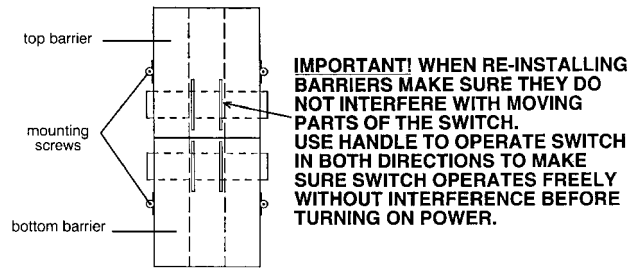 top barrier
mounting
screws
bottom barrier
IMPORTANT! WHEN RE-INSTALLING
BARRIERS MAKE SURE THEY DO
NOT INTERFERE WITH MOVING
PARTS OF THE SWITCH.
USE HANDLE TO OPERATE SWITCH
IN BOTH DIRECTIONS TO MAKE
SURE SWITCH OPERATES FREELY
WITHOUT INTERFERENCE BEFORE
TURNING ON POWER.